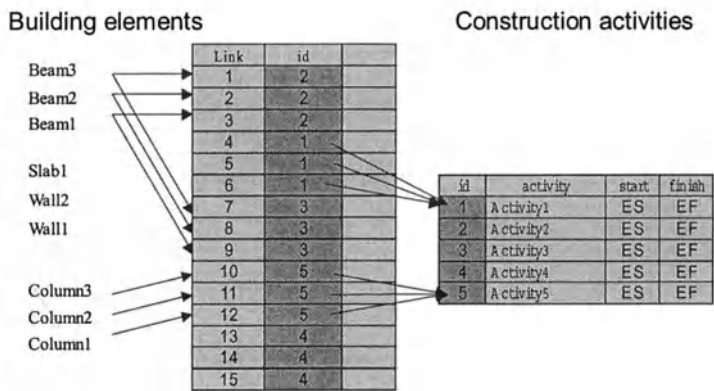 Building elements
Construction activities
Beam3
Beam2
Beam1
Slab1
Wall2
Wall1
Column3
Column2
Column1
Link id
1 2
2 2
3 2
4 1
5 1
6 1
7 3
8 3
9 3
10 5
11 5
12 5
13 4
14 4
15 4
id activity start finish
1 Activity1 ES EF
2 Activity2 ES EF
3 Activity3 ES EF
4 Activity4 ES EF
5 Activity5 ES EF